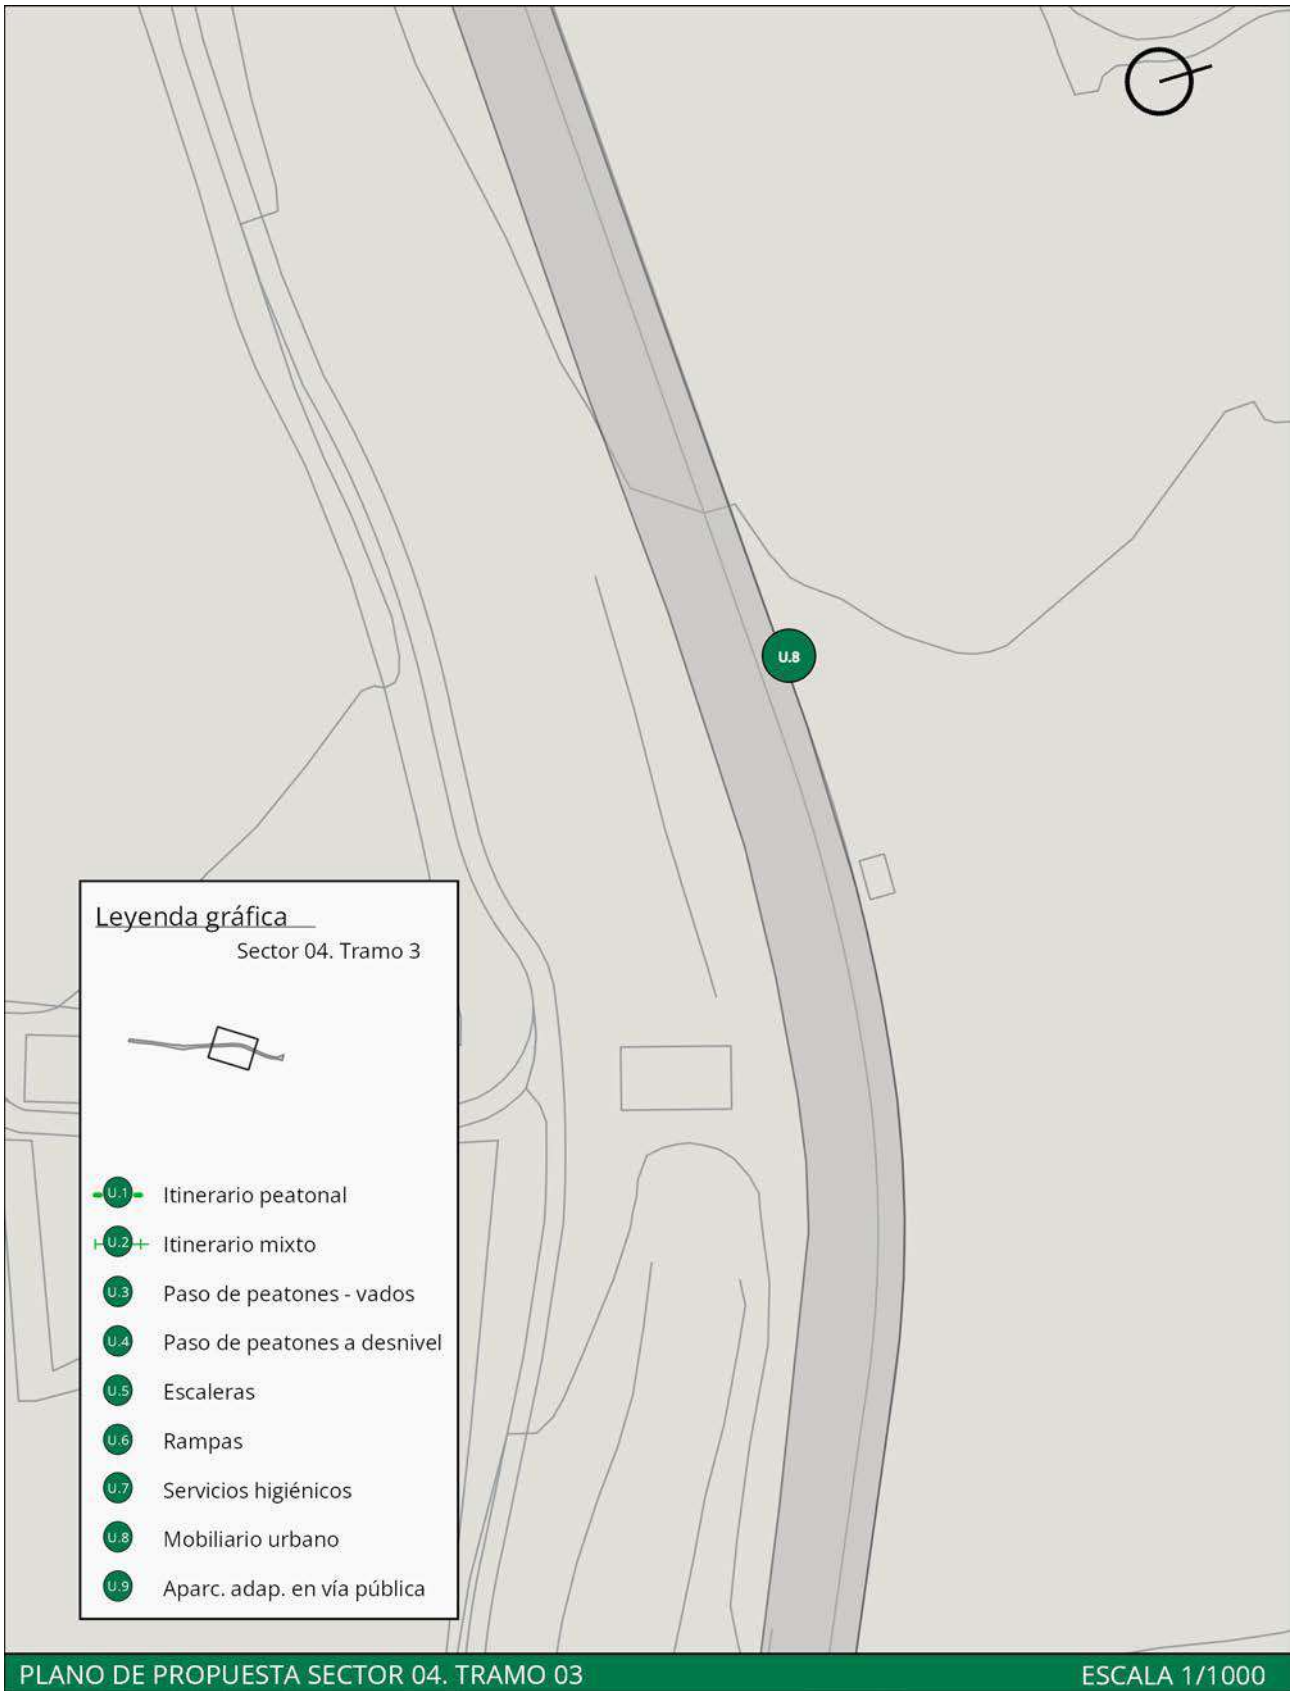 U.8
Leyenda gráfica
Sector 04. Tramo 3
U.1 Itinerario peatonal
U.2 Itinerario mixto
U.3 Paso de peatones - vados
U.4 Paso de peatones a desnivel
U.5 Escaleras
U.6 Rampas
U.7 Servicios higiénicos
U.8 Mobiliario urbano
U.9 Aparc. adap. en vía pública
PLANO DE PROPUESTA SECTOR 04. TRAMO 03 ESCALA 1/1000